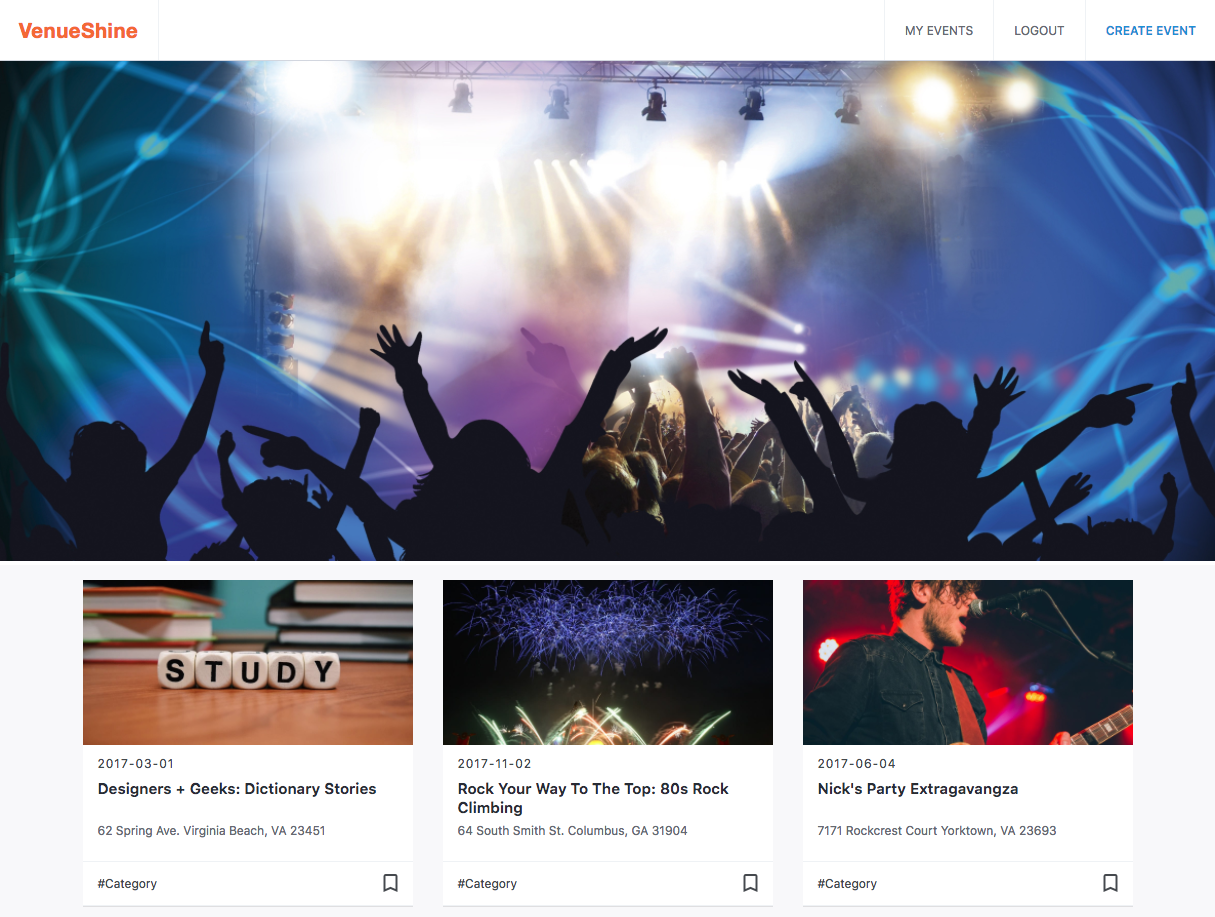 VenueShine
MY EVENTS
LOGOUT
CREATE EVENT
STUDY
2017-03-01
Designers + Geeks: Dictionary Stories
62 Spring Ave. Virginia Beach, VA 23451
#Category
2017-11-02
Rock Your Way To The Top: 80s Rock
Climbing
64 South Smith St. Columbus, GA 31904
#Category
2017-06-04
Nick's Party Extragavangza
7171 Rockcrest Court Yorktown, VA 23693
#Category